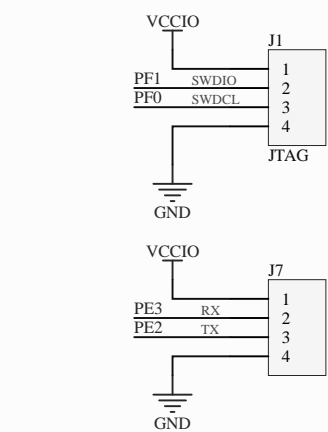 VCCIO
J1
1
PF1 SWDIO 2
PF0 SWDCL 3
4
JTAG
GND
VCCIO
J7
1
PE3 RX 2
PE2 TX 3
4
GND